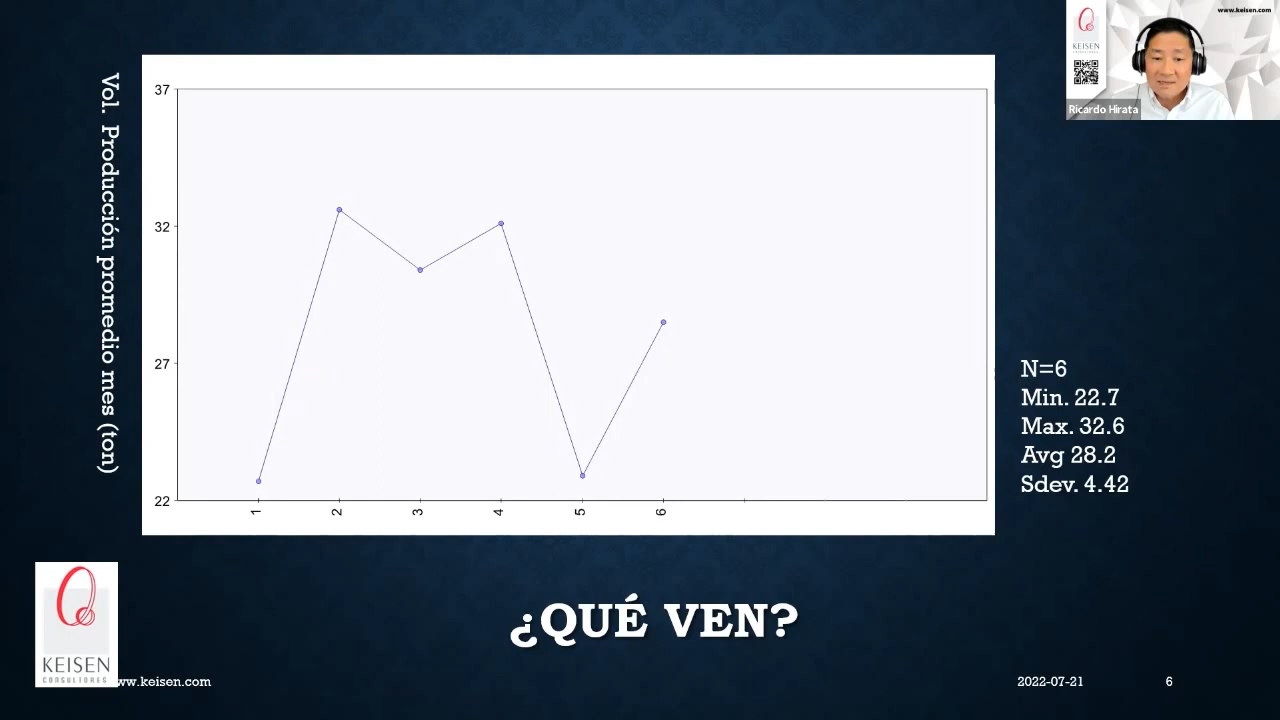 www.keisen.com
KEISEN
Ricardo Hirata
Vol. Producción promedio mes (ton)
37
32
27
22
1
2
3
4
5
6
N=6
Min. 22.7
Max. 32.6
Avg 28.2
Sdev. 4.42
¿QUÉ VEN?
KEISEN
CONSULTORES
ww.keisen.com
2022-07-21
6